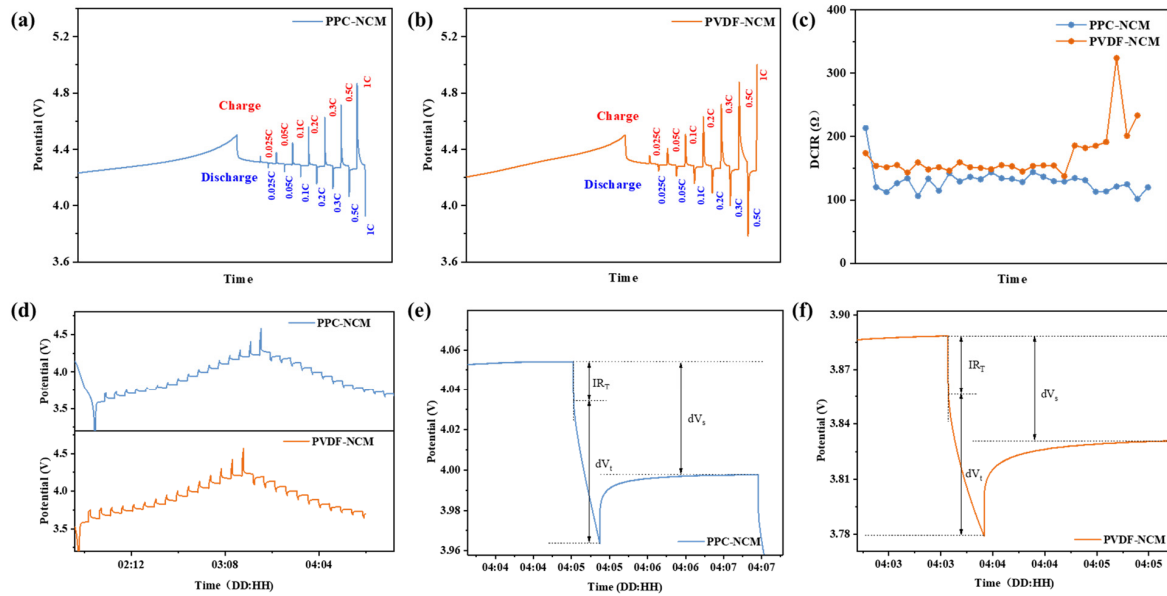 (a)
PPC-NCM
5.2
4.8
4.4
4.0
3.6
Potential (V)
Charge
Discharge
0.025C
0.05C
0.1C
0.2C
0.3C
0.5C
1C
0.025C
0.05C
0.1C
0.2C
0.3C
0.5C
1C
Time
(b)
PVDF-NCM
5.2
4.8
4.4
4.0
3.6
Potential (V)
Charge
Discharge
0.025C
0.05C
0.1C
0.2C
0.3C
0.5C
1C
0.025C
0.05C
0.1C
0.2C
0.3C
0.5C
Time
(c)
PPC-NCM
PVDF-NCM
400
300
200
100
0
DCIR (Ω)
Time
(d)
PPC-NCM
4.5
4.0
3.5
Potential (V)
PVDF-NCM
4.5
4.0
3.5
Potential (V)
02:12
03:08
04:04
Time（DD:HH)
(e)
4.06
4.04
4.02
4.00
3.98
3.96
Potential (V)
IRT
dVt
dVs
PPC-NCM
04:04
04:04
04:05
04:05
04:06
04:06
04:07
04:07
Time (DD:HH)
(f)
3.90
3.87
3.84
3.81
3.78
Potential (V)
IRT
dVt
dVs
PVDF-NCM
04:03
04:03
04:04
04:04
04:05
04:05
Time (DD:HH)